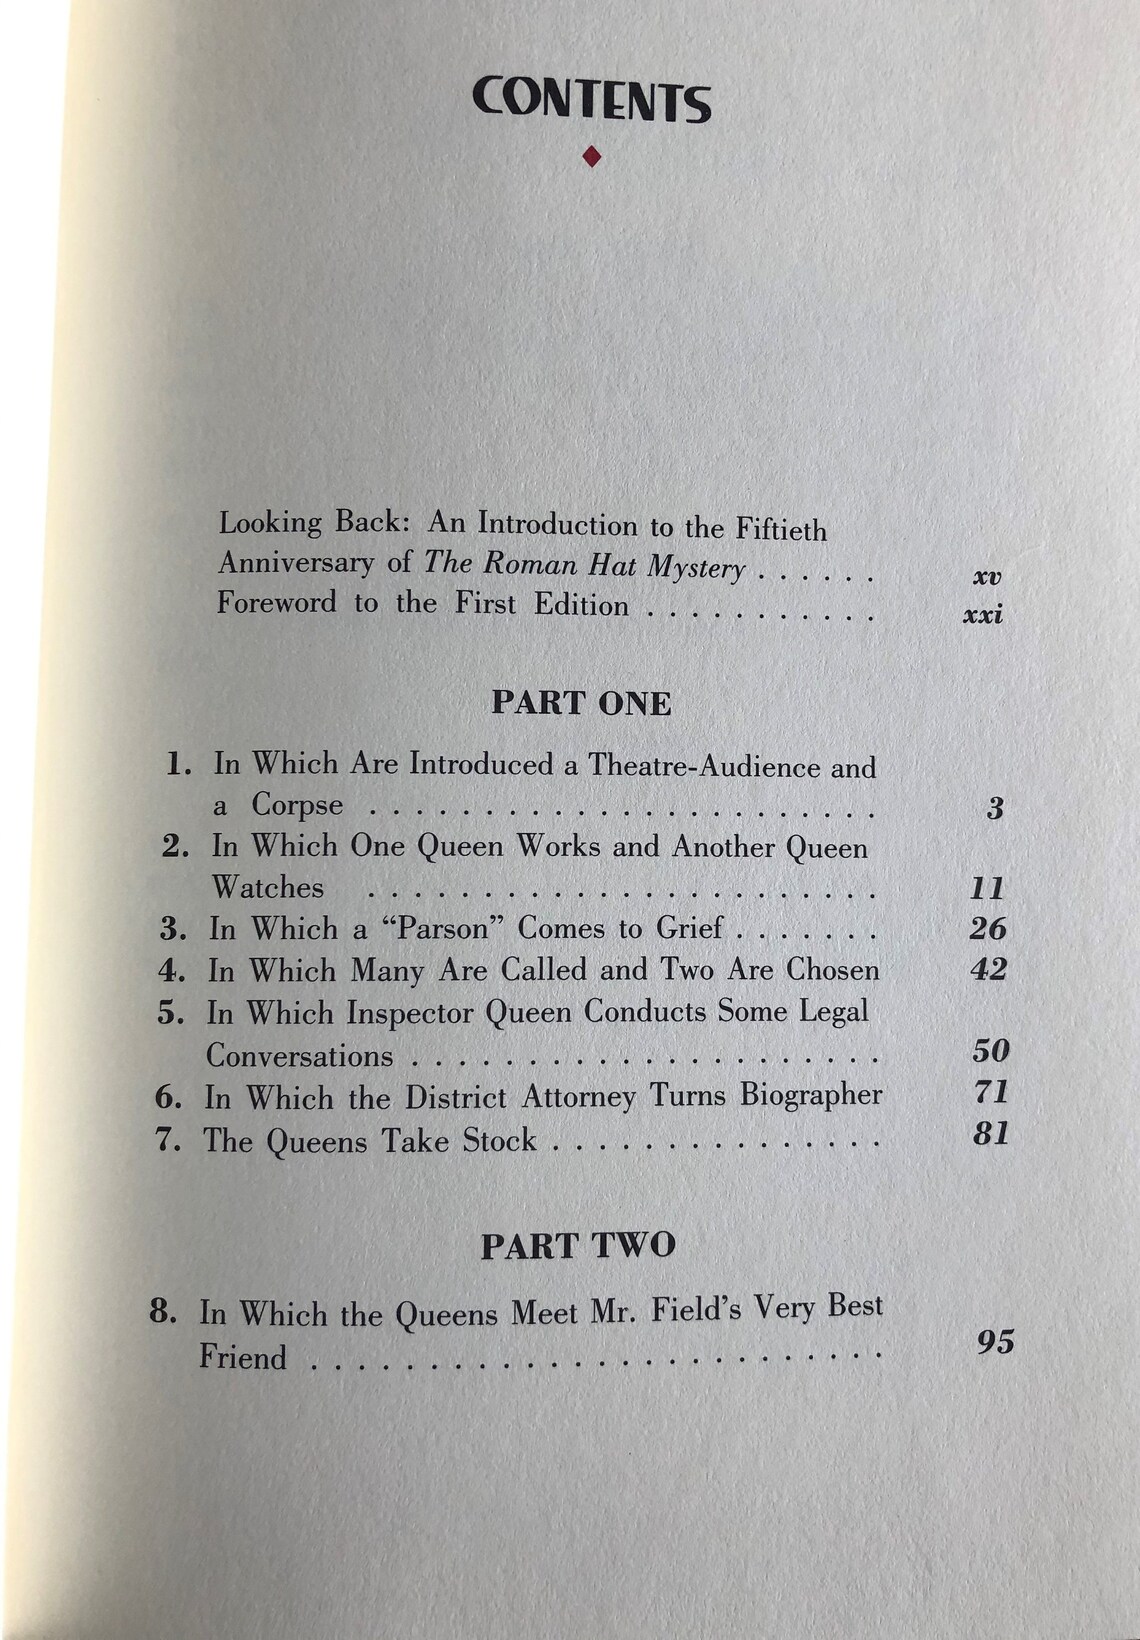 CONTENTS
Looking Back: An Introduction to the Fiftieth
Anniversary of The Roman Hat Mystery . . . . . . xv
Foreword to the First Edition . . . . . . . . . . . xxi
PART ONE
1. In Which Are Introduced a Theatre-Audience and
a Corpse . . . . . . . . . . . . . . . . . . . . . . 3
2. In Which One Queen Works and Another Queen
Watches . . . . . . . . . . . . . . . . . . . . . . 11
3. In Which a “Parson” Comes to Grief . . . . . . . 26
4. In Which Many Are Called and Two Are Chosen 42
5. In Which Inspector Queen Conducts Some Legal
Conversations . . . . . . . . . . . . . . . . . . . . . 50
6. In Which the District Attorney Turns Biographer 71
7. The Queens Take Stock . . . . . . . . . . . . . . . 81
PART TWO
8. In Which the Queens Meet Mr. Field’s Very Best
Friend . . . . . . . . . . . . . . . . . . . . . . . . . 95